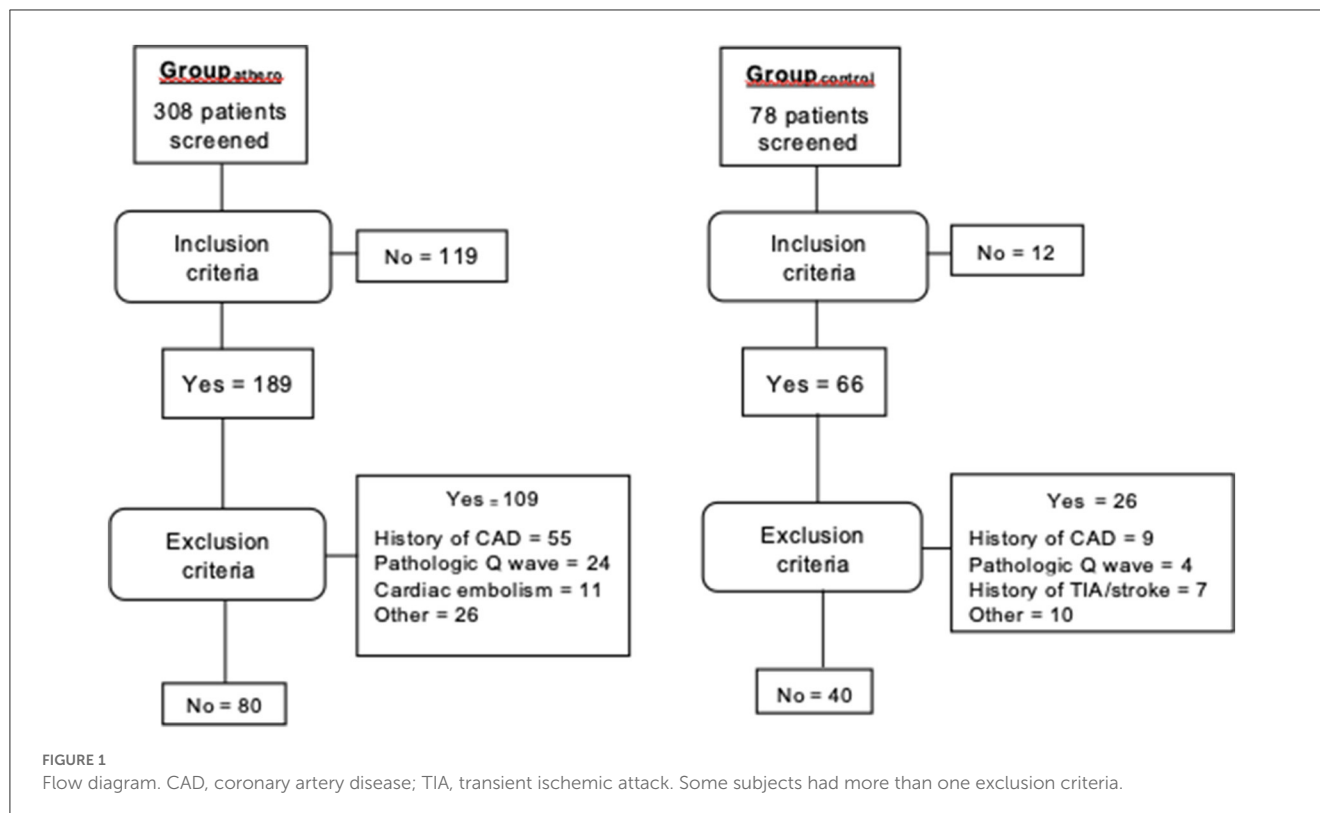 Group athero
308 patients
screened
Inclusion
criteria
No = 119
Yes = 189
Exclusion
criteria
Yes = 109
History of CAD = 55
Pathologic Q wave = 24
Cardiac embolism = 11
Other = 26
No = 80
Group control
78 patients
screened
Inclusion
criteria
No = 12
Yes = 66
Exclusion
criteria
Yes = 26
History of CAD = 9
Pathologic Q wave = 4
History of TIA/stroke = 7
Other = 10
No = 40
FIGURE 1
Flow diagram. CAD, coronary artery disease; TIA, transient ischemic attack. Some subjects had more than one exclusion criteria.